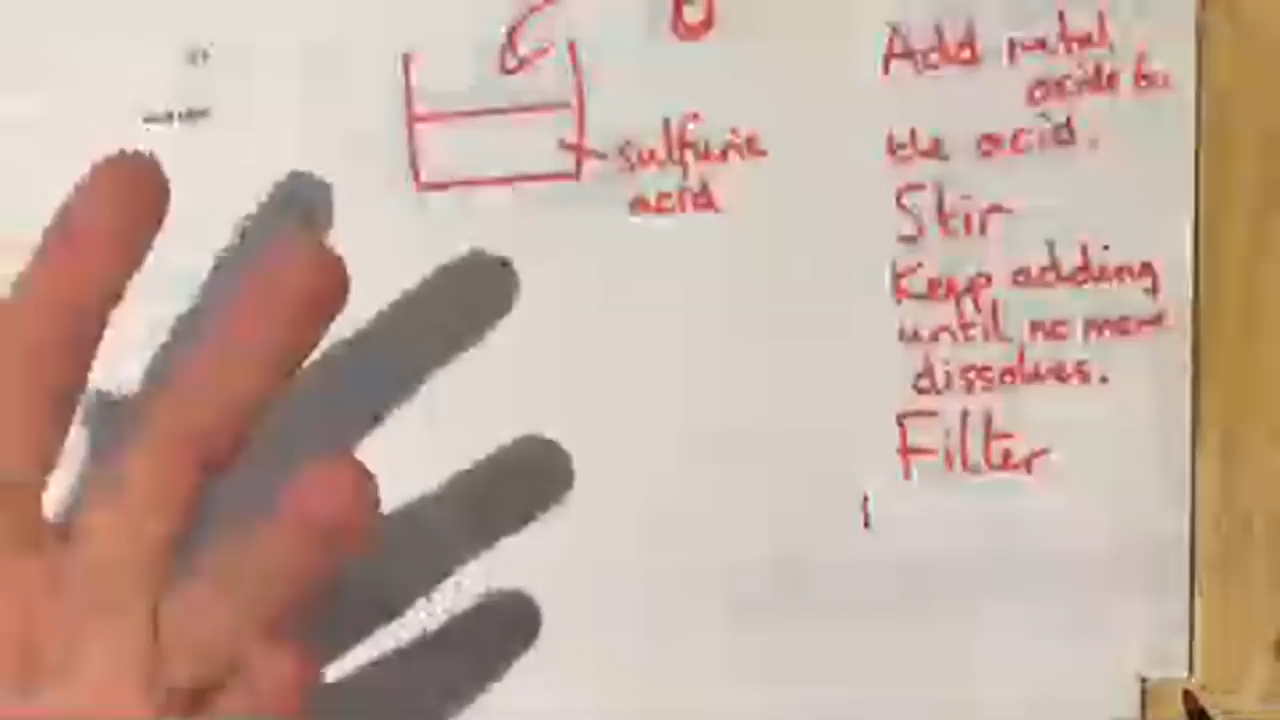 sulfuric
acid
Add metal
oxide to
the acid.
Stir
Keep adding
until no more
dissolves.
Filter